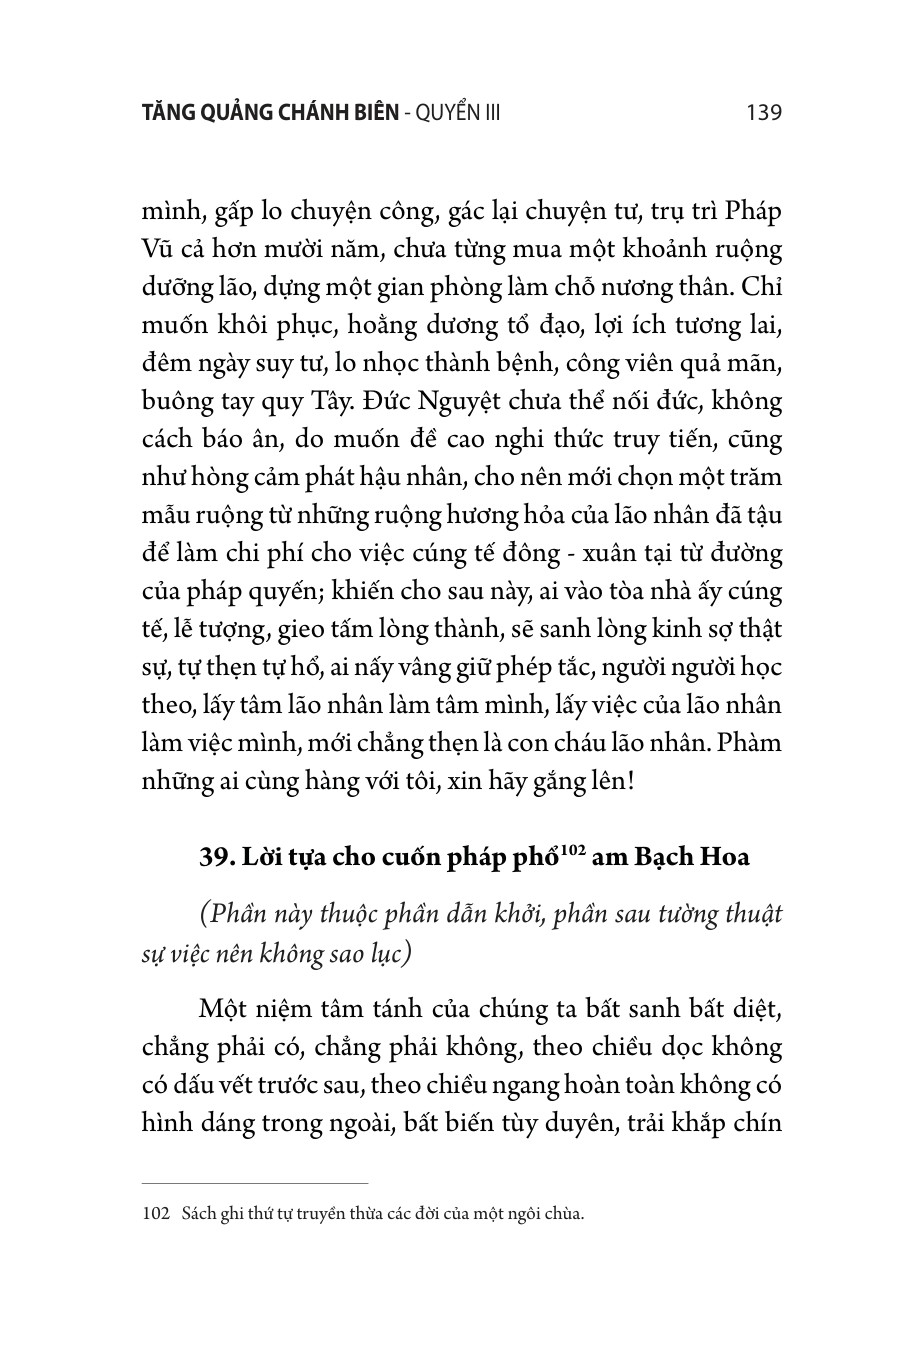 TĂNG QUẢNG CHÁNH BIÊN - QUYỂN III 139
mình, gấp lo chuyện công, gác lại chuyện tư, trụ trì Pháp
Vũ cả hơn mười năm, chưa từng mua một khoảnh ruộng
dưỡng lão, dựng một gian phòng làm chỗ nương thân. Chỉ
muốn khôi phục, hoằng dương tổ đạo, lợi ích tương lai,
đêm ngày suy tư, lo nhọc thành bệnh, công viên quả mãn,
buông tay quy Tây. Đức Nguyệt chưa thể nối đức, không
cách báo ân, do muốn đề cao nghi thức truy tiến, cũng
như hòng cảm phát hậu nhân, cho nên mới chọn một trăm
mẫu ruộng từ những ruộng hương hỏa của lão nhân đã tậu
để làm chi phí cho việc cúng tế đông - xuân tại từ đường
của pháp quyến; khiến cho sau này, ai vào tòa nhà ấy cúng
tế, lễ tượng, gieo tấm lòng thành, sẽ sanh lòng kinh sợ thật
sự, tự thẹn tự hổ, ai nấy vâng giữ phép tắc, người người học
theo, lấy tâm lão nhân làm tâm mình, lấy việc của lão nhân
làm việc mình, mới chẳng thẹn là con cháu lão nhân. Phàm
những ai cùng hàng với tôi, xin hãy gắng lên!
39. Lời tựa cho cuốn pháp phổ102 am Bạch Hoa
(Phần này thuộc phần dẫn khởi, phần sau tường thuật
sự việc nên không sao lục)
Một niệm tâm tánh của chúng ta bất sanh bất diệt,
chẳng phải có, chẳng phải không, theo chiều dọc không
có dấu vết trước sau, theo chiều ngang hoàn toàn không có
hình dáng trong ngoài, bất biến tùy duyên, trải khắp chín
102 Sách ghi thứ tự truyền thừa các đời của một ngôi chùa.